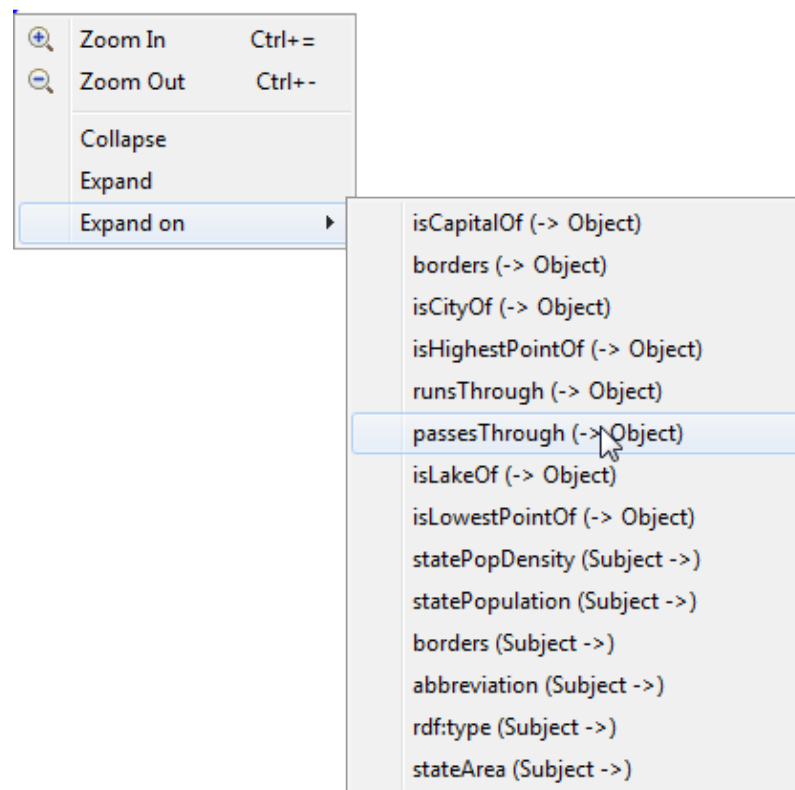 Zoom In Ctrl+=
Zoom Out Ctrl+-
Collapse
Expand
Expand on
isCapitalOf (-> Object)
borders (-> Object)
isCityOf (-> Object)
isHighestPointOf (-> Object)
runsThrough (-> Object)
passesThrough (-> Object)
isLakeOf (-> Object)
isLowestPointOf (-> Object)
statePopDensity (Subject ->)
statePopulation (Subject ->)
borders (Subject ->)
abbreviation (Subject ->)
rdf:type (Subject ->)
stateArea (Subject ->)